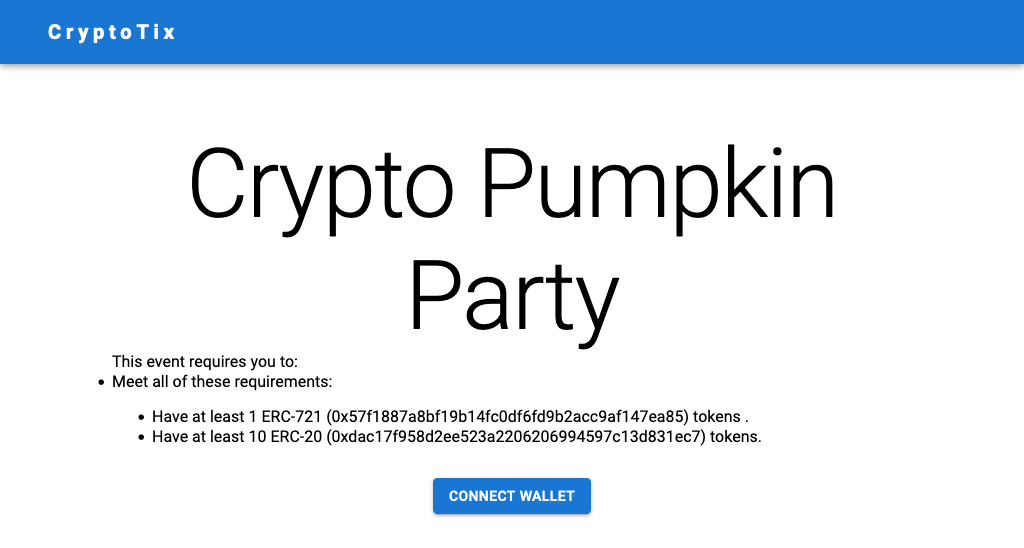 CryptoTix
Crypto Pumpkin
Party
This event requires you to:
Meet all of these requirements:
Have at least 1 ERC-721 (0x57f1887a8bf19b14fc0df6fd9b2acc9af147ea85) tokens .
Have at least 10 ERC-20 (0xdac17f958d2ee523a2206206994597c13d831ec7) tokens.
CONNECT WALLET